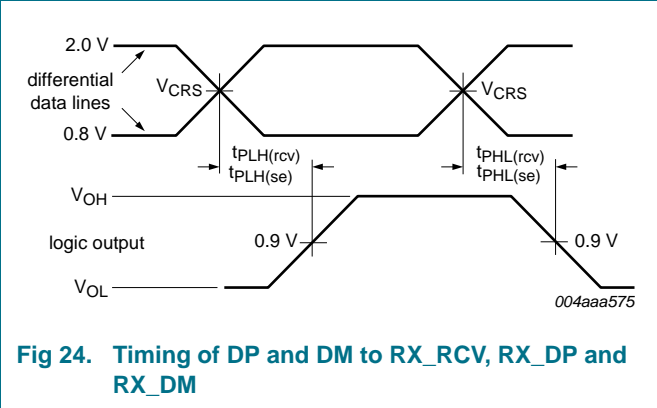 2.0 V
differential
data lines
VCRS
VCRS
0.8 V
tPLH(rcv)
tPLH(se)
tPHL(rcv)
tPHL(se)
VOH
logic output
0.9 V
0.9 V
VOL
004aaa575
Fig 24. Timing of DP and DM to RX_RCV, RX_DP and
RX_DM